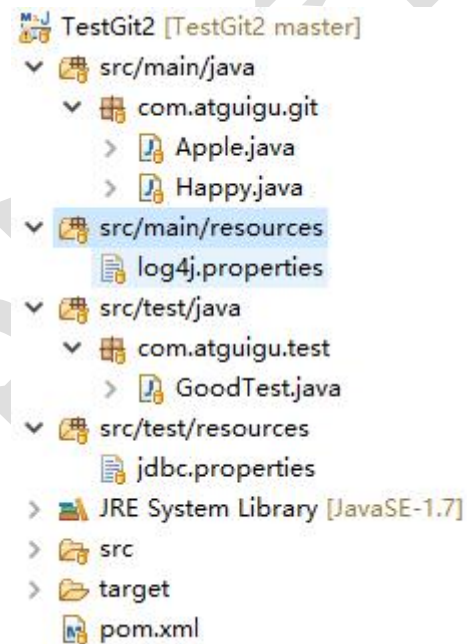 TestGit2 [TestGit2 master]
src/main/java
com.atguigu.git
Apple.java
Happy.java
src/main/resources
log4j.properties
src/test/java
com.atguigu.test
GoodTest.java
src/test/resources
jdbc.properties
JRE System Library [JavaSE-1.7]
src
target
pom.xml